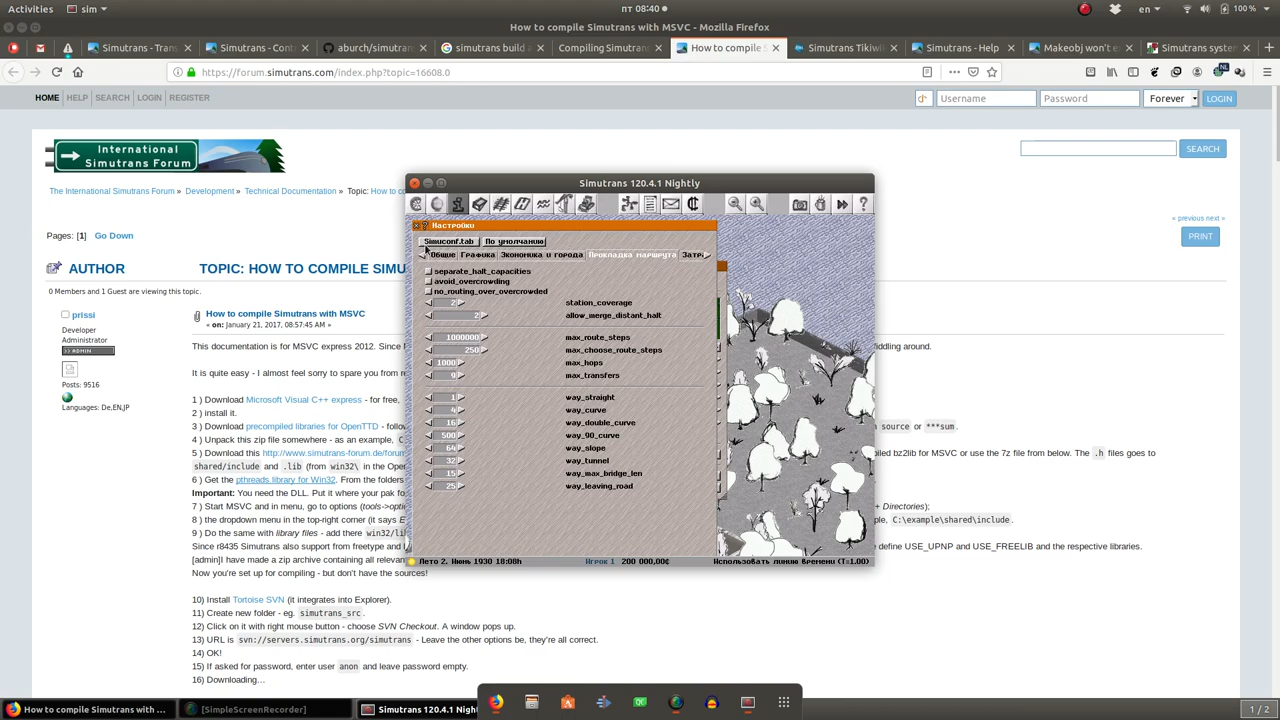 Activities
sim
пт 08:40
en
100 %
How to compile Simutrans with MSVC - Mozilla Firefox
Simutrans - Tran
Simutrans - Con
aburch/simutran
simutrans build
Compiling Simutrans
How to compile S
Simutrans Tikiwik
Simutrans - Help
Makeobj won't ex
Simutrans system
https://forum.simutrans.com/index.php?topic=16608.0
HOME HELP SEARCH LOGIN REGISTER
Username
Password
Forever
LOGIN
International
Simutrans Forum
SEARCH
The International Simutrans Forum » Development » Technical Documentation » Topic: How to co
« previous next »
Pages: [1] Go Down
PRINT
AUTHOR
TOPIC: HOW TO COMPILE SIMU
0 Members and 1 Guest are viewing this topic.
prissi
Developer
Administrator
ADMIN
Posts: 9516
Languages: De,EN,JP
How to compile Simutrans with MSVC
« on: January 21, 2017, 08:57:45 AM »
This documentation is for MSVC express 2012. Since
fiddling around.
It is quite easy - I almost feel sorry to spare you from r
1 ) Download Microsoft Visual C++ express - for free,
2 ) install it.
3 ) Download precompiled libraries for OpenTTD - follow
source or ***sum.
4 ) Unpack this zip file somewhere - as an example, C
5 ) Download this http://www.simutrans-de/forum
piled bz2lib for MSVC or use the 7z file from below. The .h files goes to
shared/include and .lib (from win32\ in the Open
6 ) Get the pthreads library for Win32. From the folders
Important: You need the DLL. Put it where your pak fo
7 ) Start MSVC and in menu, go to options (tools->optio
+ Directories);
8 ) the dropdown menu in the top-right corner (it says E
ple, C:\example\shared\include.
9 ) Do the same with library files - add there win32/lib
Since r8435 Simutrans also support from freetype and l
e define USE_UPNP and USE_FREELIB and the respective libraries.
[admin]I have made a zip archive containing all relevan
Now you're set up for compiling - but don't have the sources!
10) Install Tortoise SVN (it integrates into Explorer).
11) Create new folder - eg. simutrans_src.
12) Click on it with right mouse button - choose SVN Checkout. A window pops up.
13) URL is svn://servers.simutrans.org/simutrans - Leave the other options be, they're all correct.
14) OK!
15) If asked for password, enter user anon and leave password empty.
16) Downloading...
Simutrans 120.4.1 Nightly
Настройки
Simuconf.tab
По умолчанию
Общие
Графика
Экономика и города
Прокладка маршрута
Затр
separate_halt_capacities
avoid_overcrowding
no_routing_over_overcrowded
2 station_coverage
2 allow_merge_distant_halt
1000000 max_route_steps
250 max_choose_route_steps
1000 max_hops
9 max_transfers
1 way_straight
4 way_curve
16 way_double_curve
500 way_90_curve
64 way_slope
32 way_tunnel
15 way_max_bridge_len
25 way_leaving_road
Лето 2. Июнь 1930 18:08h
Игрок 1 200 000,00¢
Использовать линию времени (T=1.00)
How to compile Simutrans with ...
[SimpleScreenRecorder]
Simutrans 120.4.1 Night
1 / 2